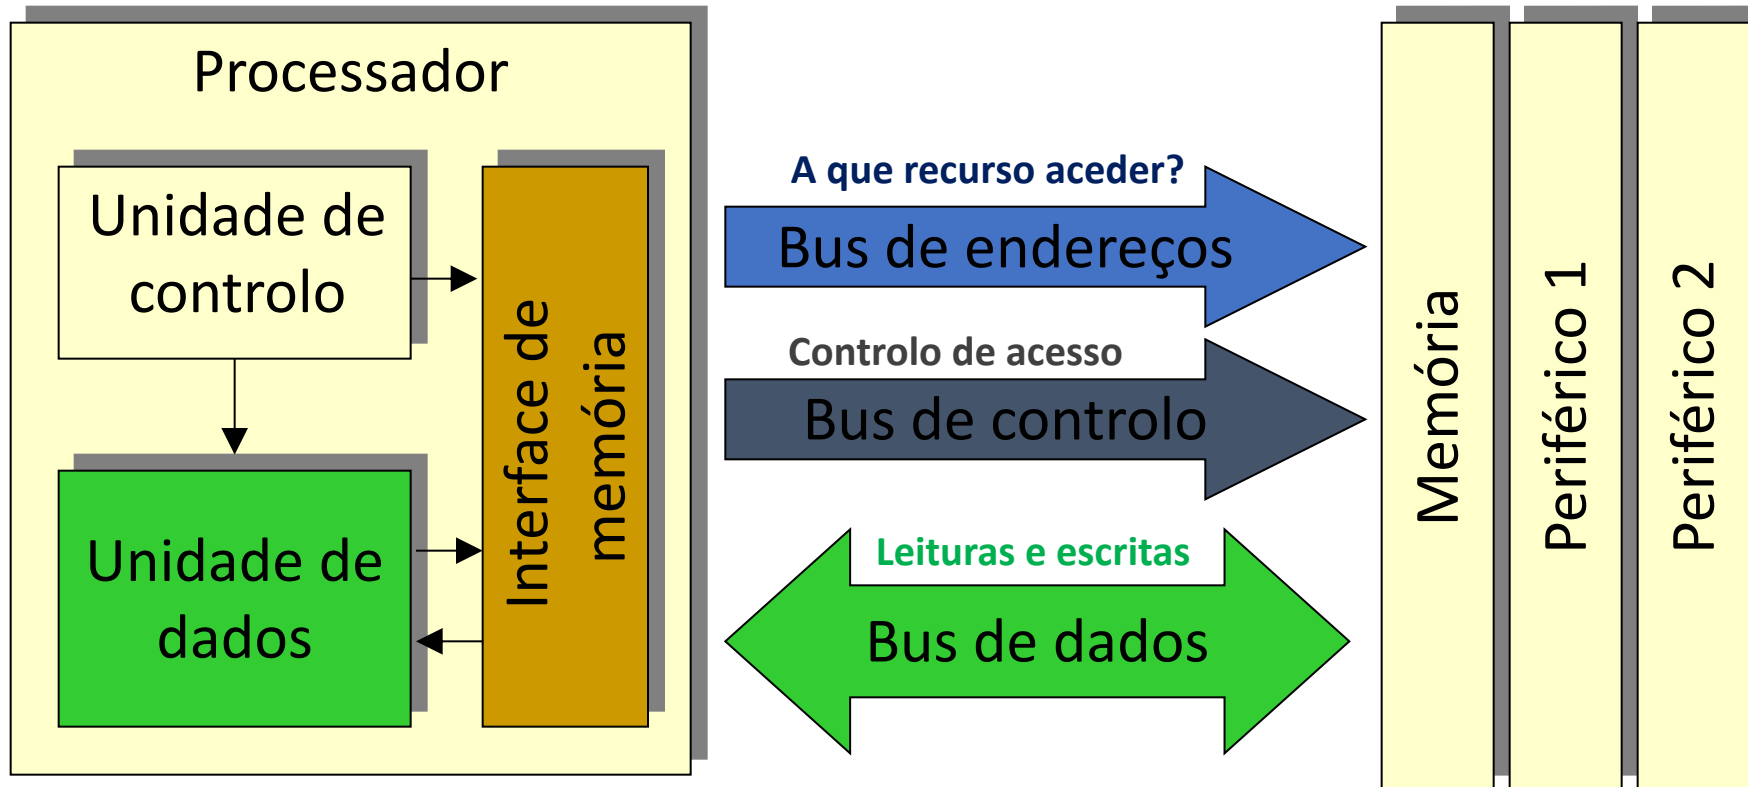 Processador
Unidade de
controlo
Unidade de
dados
Interface de
memória
A que recurso aceder?
Bus de endereços
Controlo de acesso
Bus de controlo
Leituras e escritas
Bus de dados
Memória
Periférico 1
Periférico 2